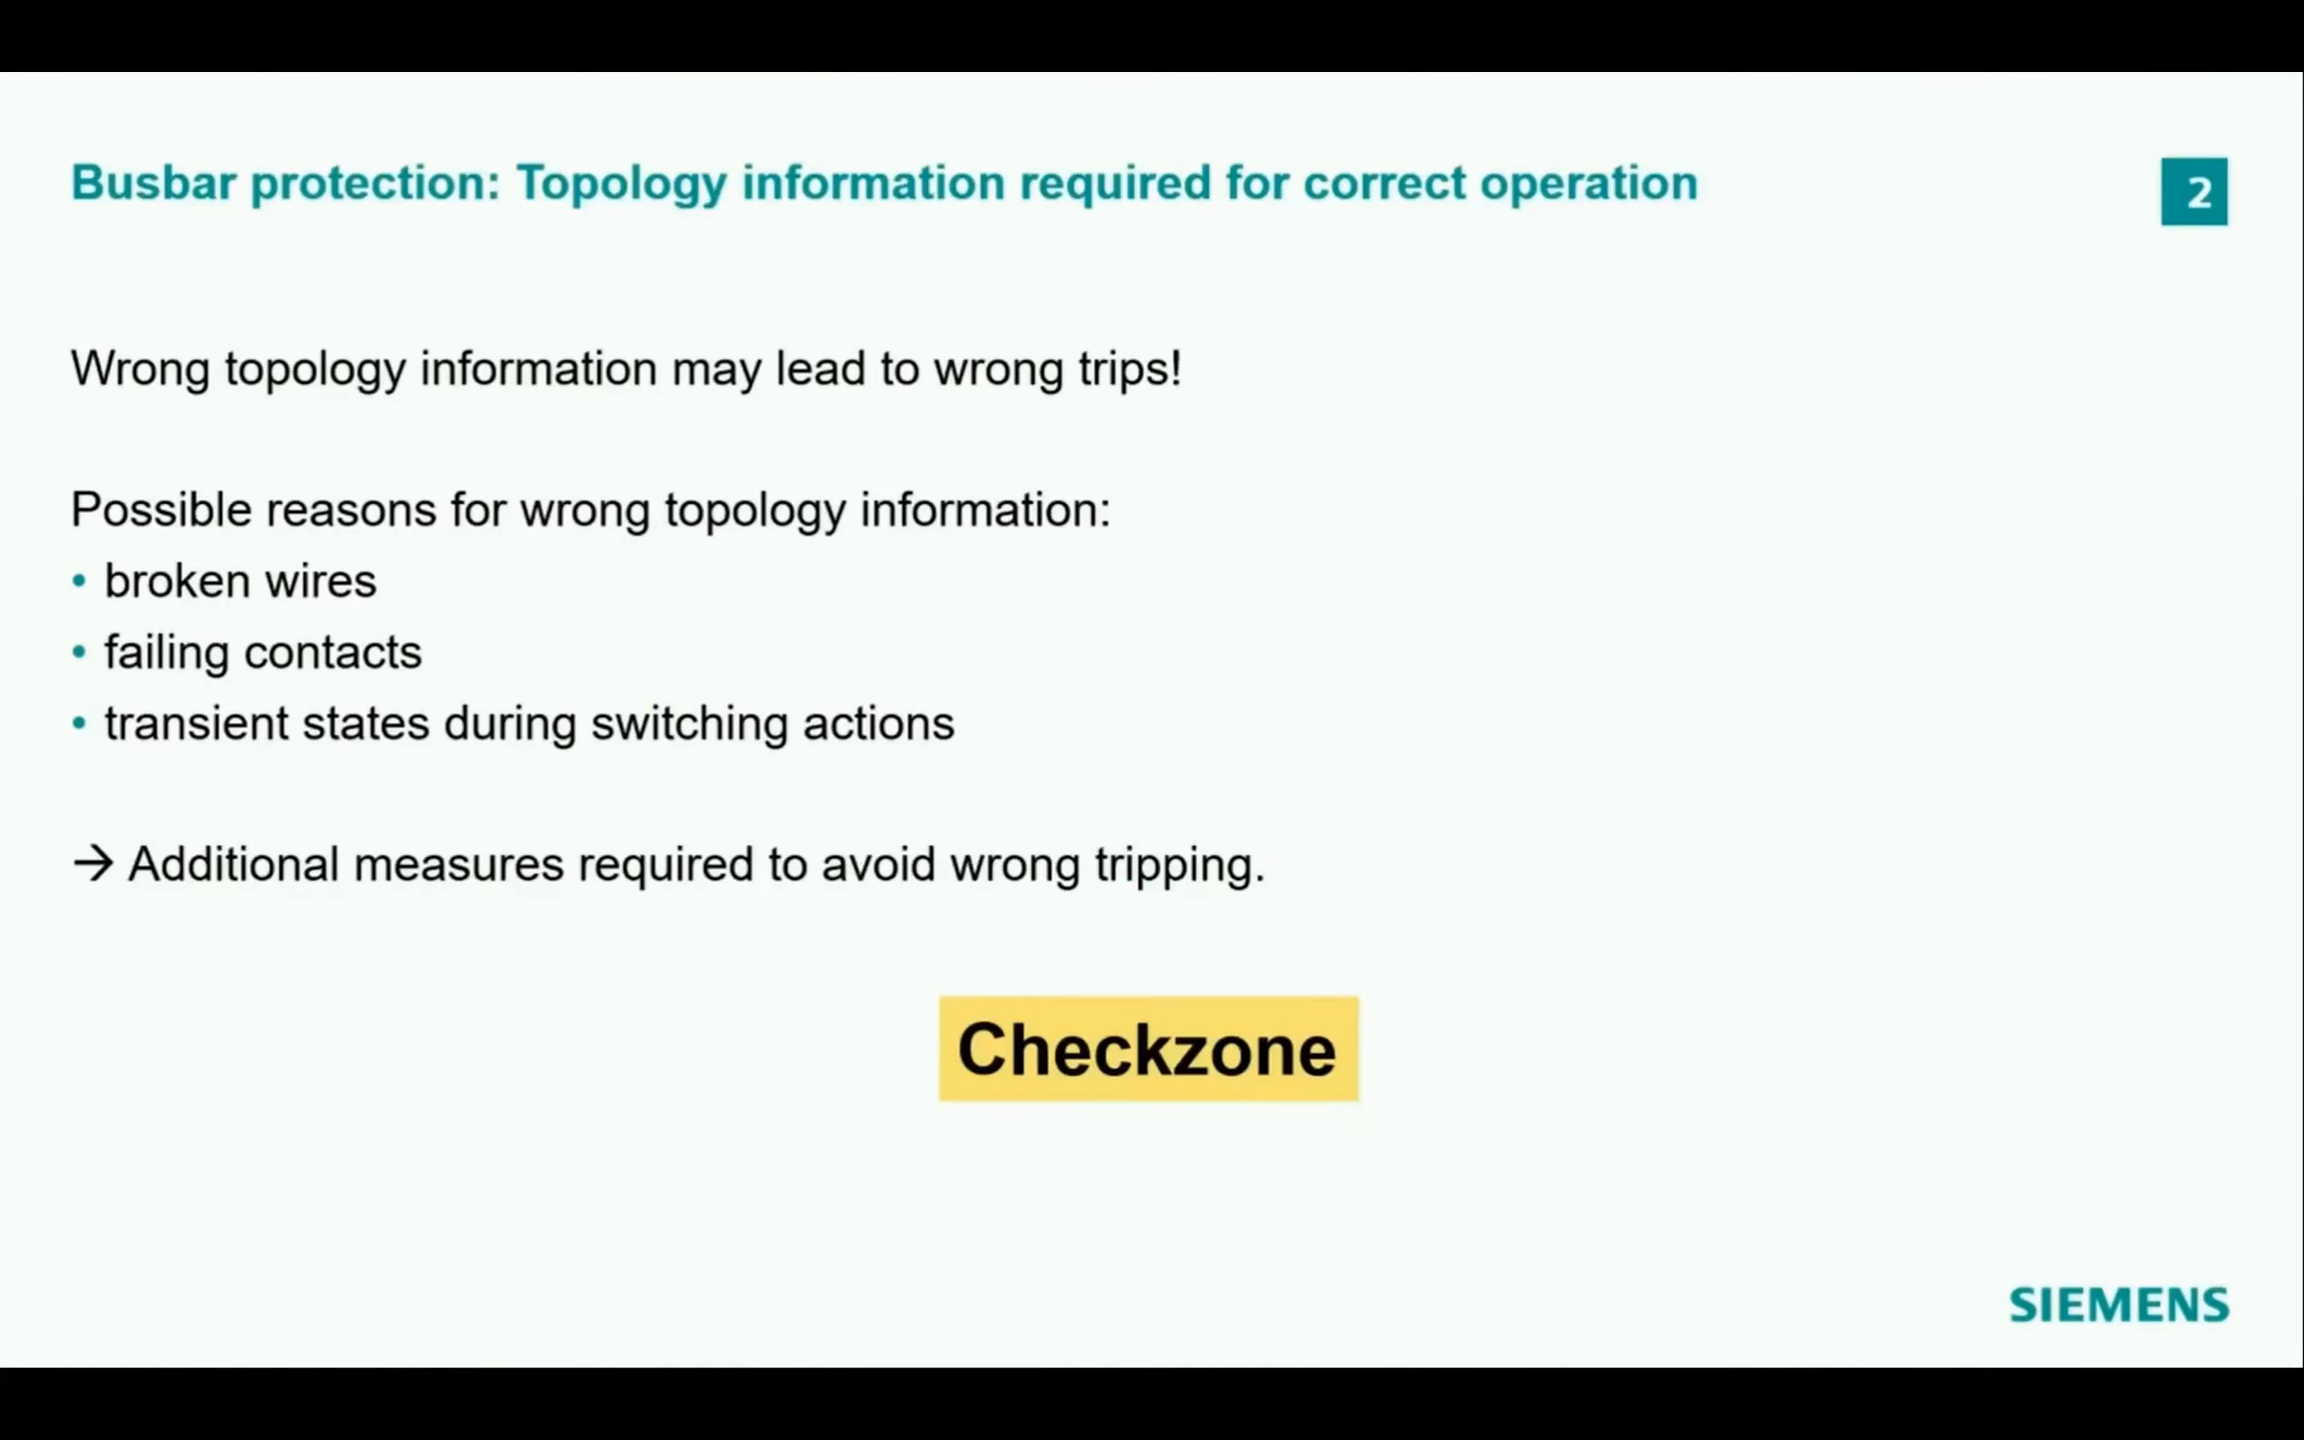 Busbar protection: Topology information required for correct operation
2
Wrong topology information may lead to wrong trips!
Possible reasons for wrong topology information:
• broken wires
• failing contacts
• transient states during switching actions
→ Additional measures required to avoid wrong tripping.
Checkzone
SIEMENS